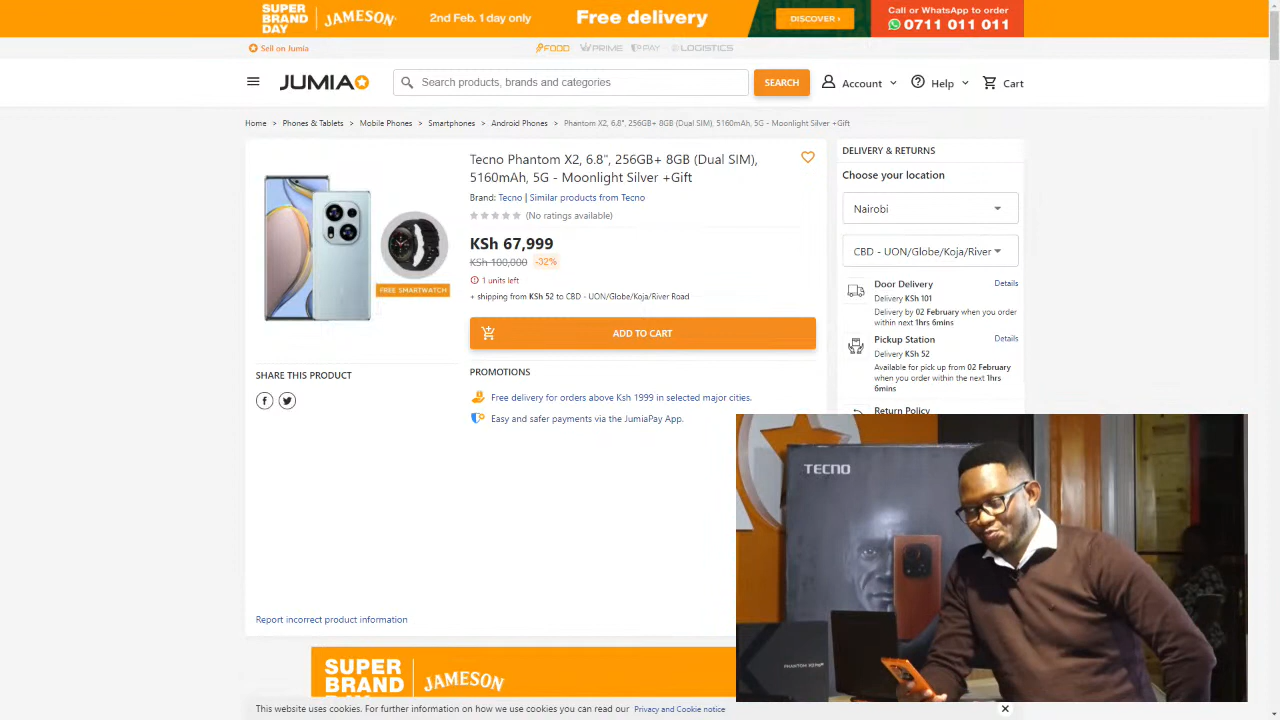 SUPER
BRAND
DAY
JAMESON
2nd Feb. 1 day only
Free delivery
DISCOVER ›
Call or WhatsApp to order
0711 011 011
Sell on Jumia
FOOD
PRIME
PAY
LOGISTICS
JUMIA
Search products, brands and categories
SEARCH
Account
Help
Cart
Home > Phones & Tablets > Mobile Phones > Smartphones > Android Phones > Phantom X2, 6.8", 256GB+ 8GB (Dual SIM), 5160mAh, 5G - Moonlight Silver +Gift
Tecno Phantom X2, 6.8", 256GB+ 8GB (Dual SIM),
5160mAh, 5G - Moonlight Silver +Gift
Brand: Tecno | Similar products from Tecno
(No ratings available)
KSh 67,999
KSh 100,000 -32%
1 units left
+ shipping from KSh 52 to CBD - UON/Globe/Koja/River Road
ADD TO CART
FREE SMARTWATCH
SHARE THIS PRODUCT
PROMOTIONS
Free delivery for orders above Ksh 1999 in selected major cities.
Easy and safer payments via the JumiaPay App.
Report incorrect product information
DELIVERY & RETURNS
Choose your location
Nairobi
CBD - UON/Globe/Koja/River
Door Delivery
Details
Delivery KSh 101
Delivery by 02 February when you order
within next 1hrs 6mins
Pickup Station
Details
Delivery KSh 52
Available for pick up from 02 February
when you order within the next 1hrs
6mins
Return Policy
TECNO
SUPER
BRAND
JAMESON
This website uses cookies. For further information on how we use cookies you can read our Privacy and Cookie notice